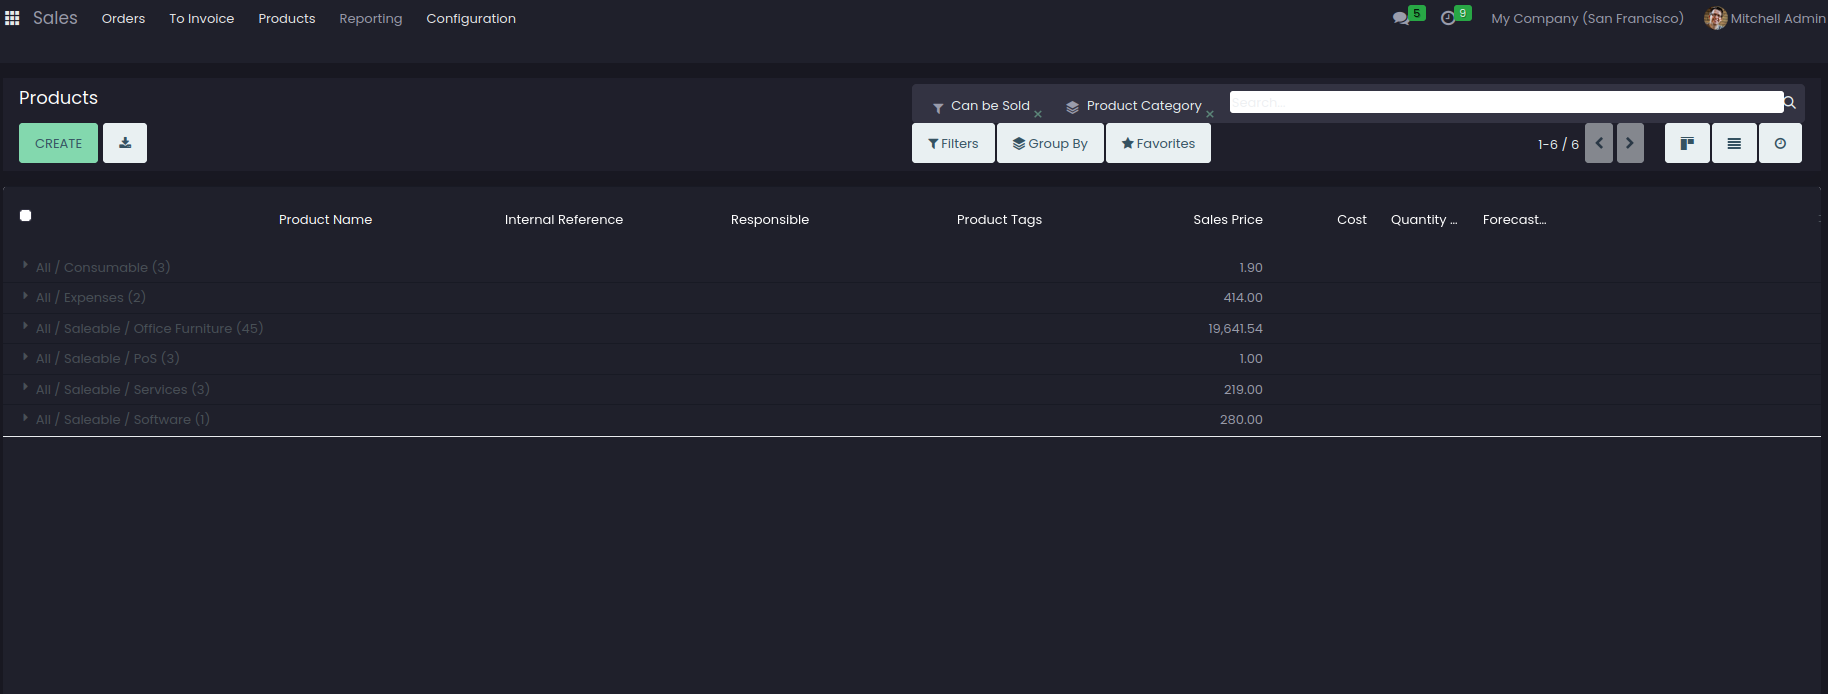 Sales Orders To Invoice Products Reporting Configuration 5 9 My Company (San Francisco) Mitchell Admin
Products
Can be Sold × Product Category × Search...
CREATE Filters Group By Favorites 1-6 / 6
Product Name Internal Reference Responsible Product Tags Sales Price Cost Quantity ... Forecast...
All / Consumable (3) 1.90
All / Expenses (2) 414.00
All / Saleable / Office Furniture (45) 19,641.54
All / Saleable / PoS (3) 1.00
All / Saleable / Services (3) 219.00
All / Saleable / Software (1) 280.00